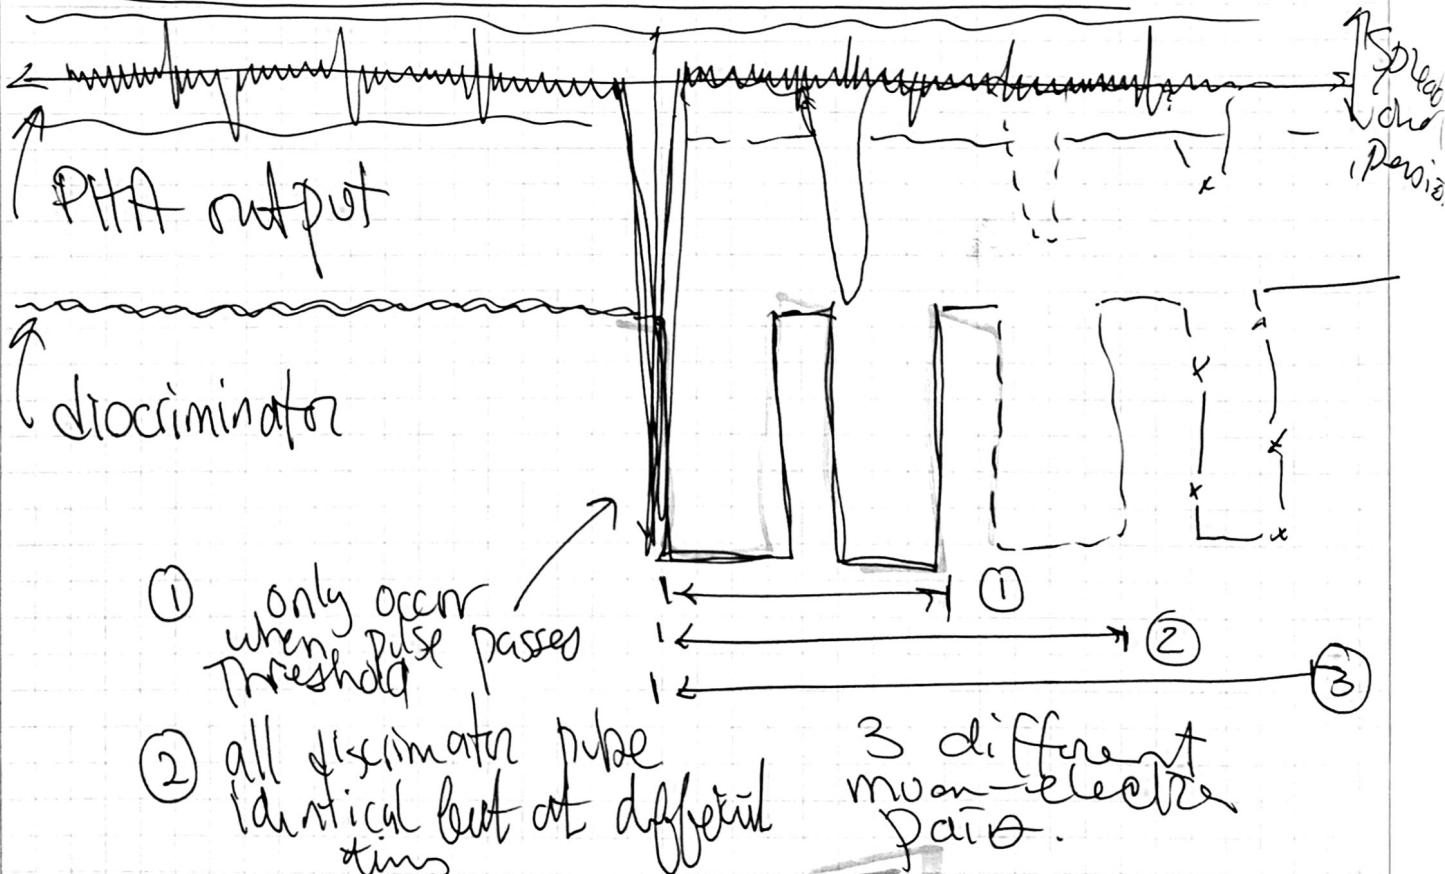 PHA output
discriminator
① only occur
when pulse passes
Threshold
① 
② 
③
② all discrimator pulse
identical but at different
3 different
muon-electron
pair.